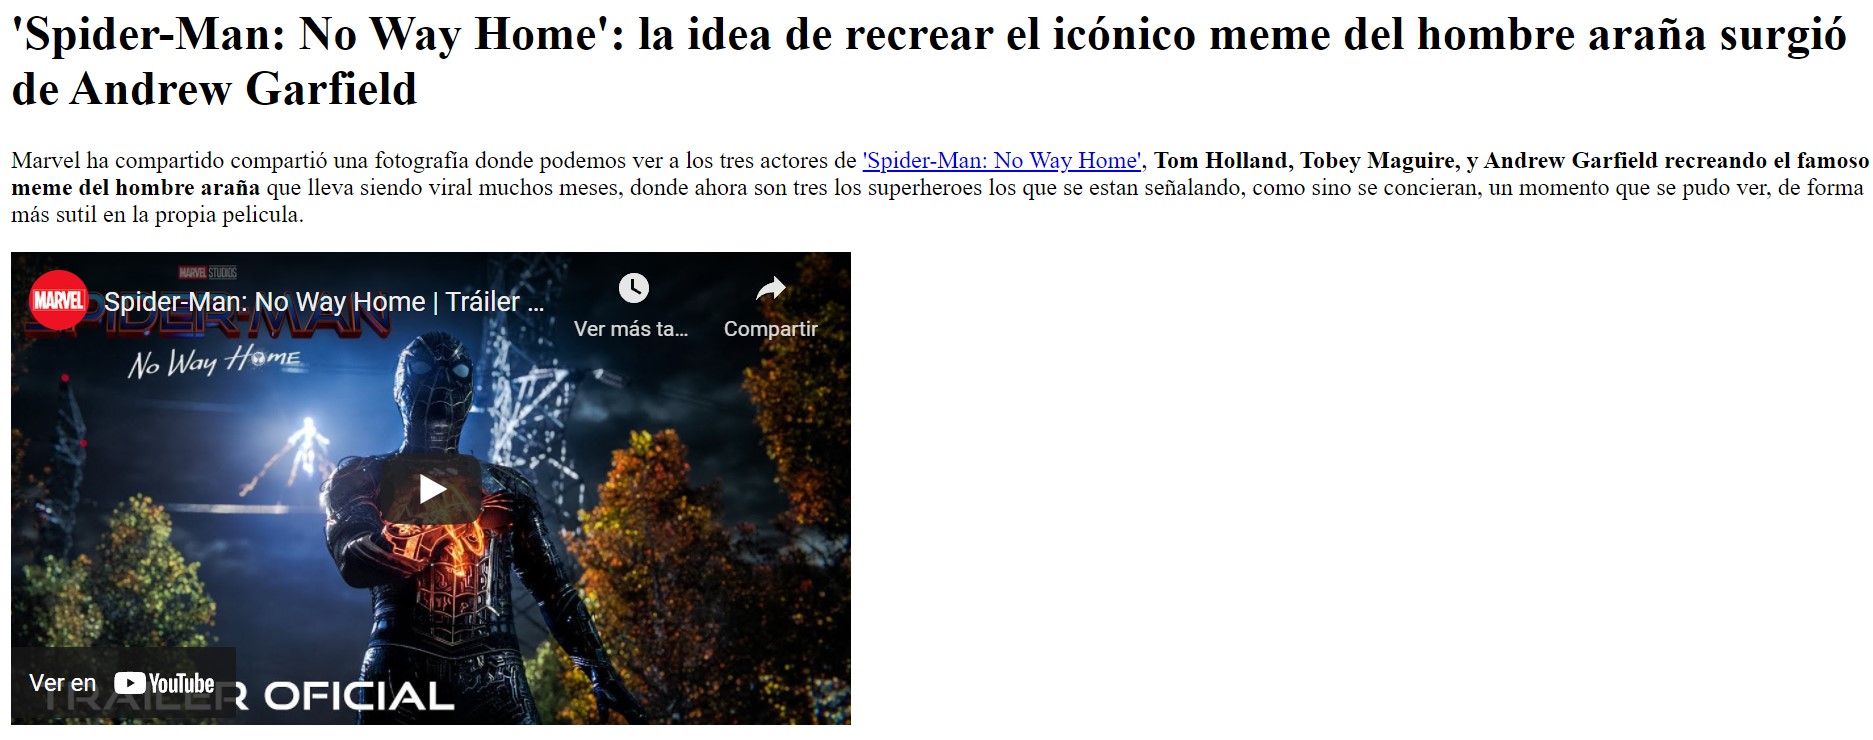 'Spider-Man: No Way Home': la idea de recrear el icónico meme del hombre araña surgió
de Andrew Garfield
Marvel ha compartido compartió una fotografía donde podemos ver a los tres actores de 'Spider-Man: No Way Home', Tom Holland, Tobey Maguire, y Andrew Garfield recreando el famoso
meme del hombre araña que lleva siendo viral muchos meses, donde ahora son tres los superheroes los que se estan señalando, como sino se concieran, un momento que se pudo ver, de forma
más sutil en la propia pelicula.
MARVEL STUDIOS
MARVEL Spider-Man: No Way Home | Tráiler ...
SPIDER-MAN
No Way Home
Ver más ta...
Compartir
Ver en YouTube
TRÁILER OFICIAL